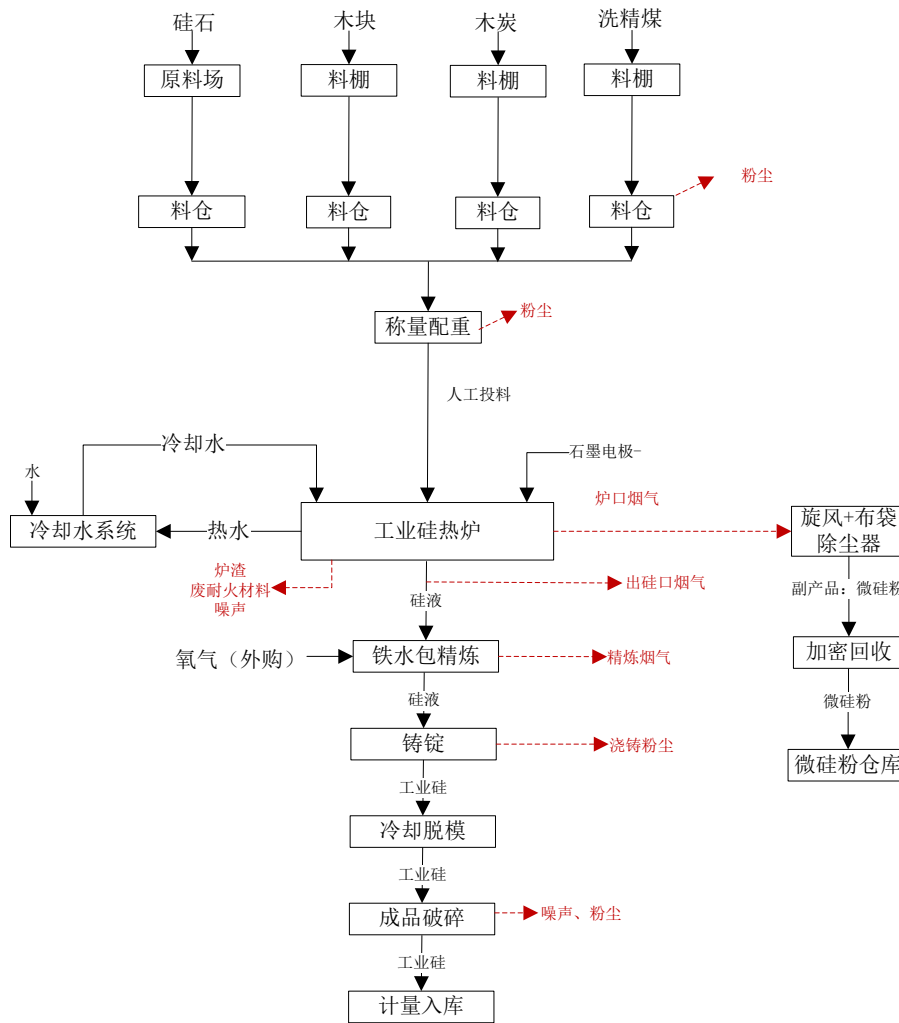 硅石
木块
木炭
洗精煤
原料场
料棚
料棚
料棚
粉尘
料仓
料仓
料仓
料仓
粉尘
称量配重
人工投料
冷却水
石墨电极-
水
炉口烟气
冷却水系统
热水
工业硅热炉
旋风+布袋
除尘器
炉渣
废耐火材料
噪声
出硅口烟气
硅液
副产品：微硅粉
氧气（外购）
铁水包精炼
精炼烟气
加密回收
硅液
微硅粉
铸锭
浇铸粉尘
微硅粉仓库
工业硅
冷却脱模
工业硅
成品破碎
噪声、粉尘
工业硅
计量入库